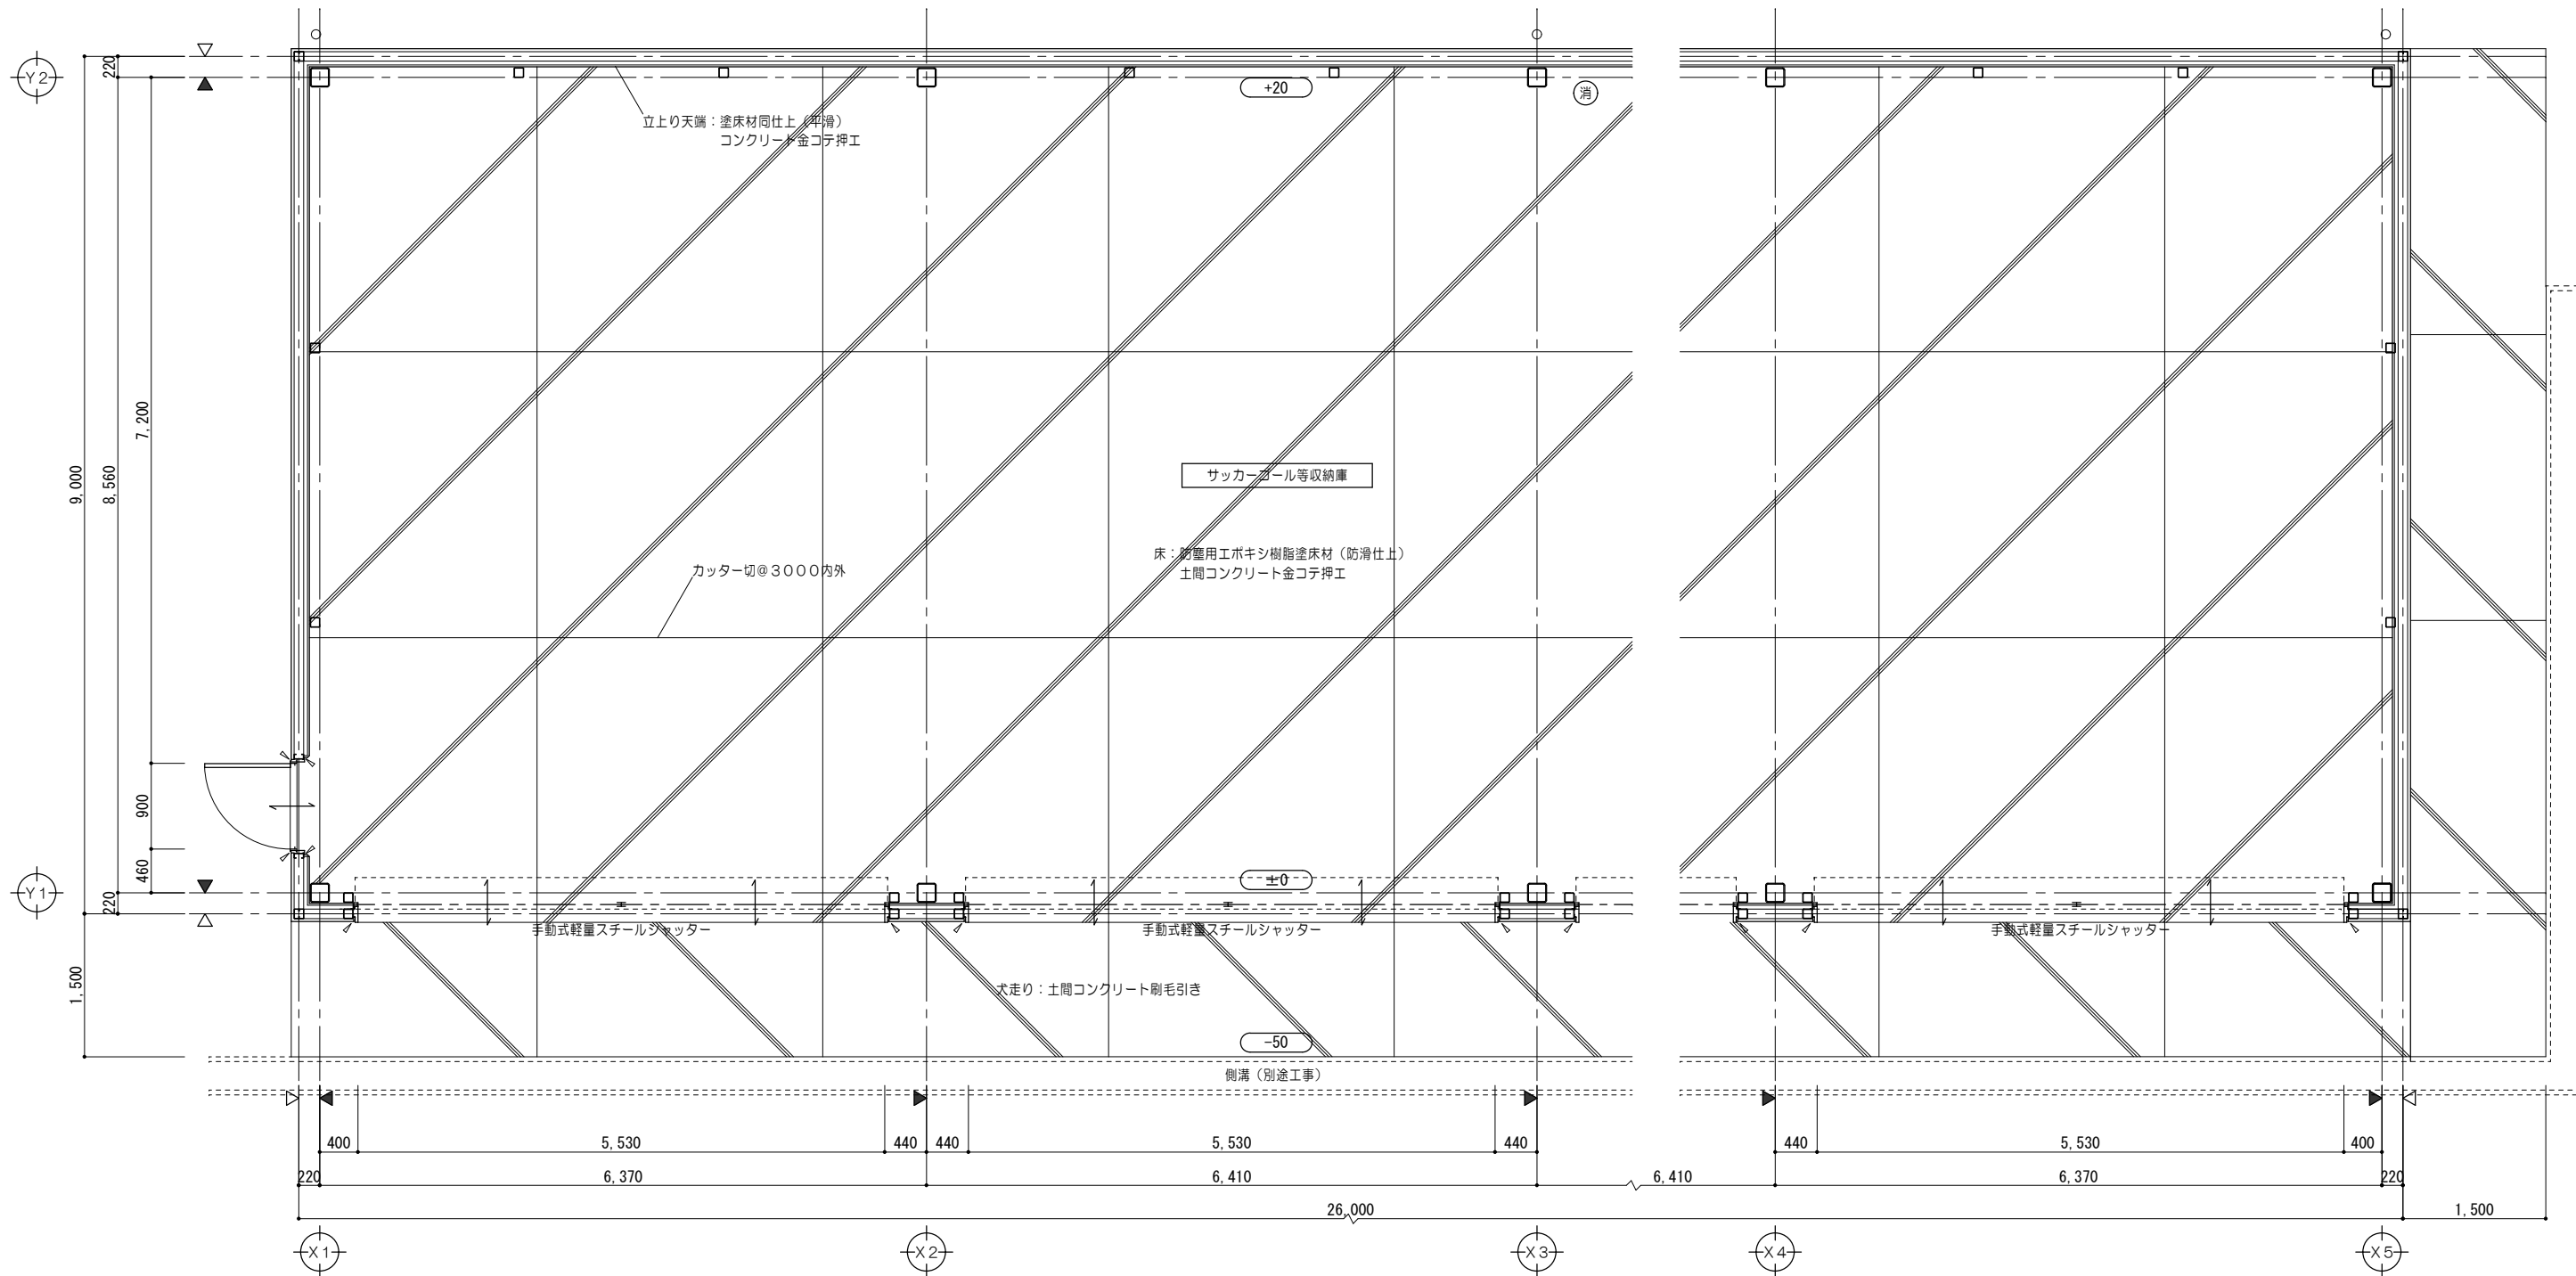 Y2
220
+20
消
立上り天端：塗床材同仕上（平滑）
コンクリート金コテ押エ
7,200
9,000
8,560
サッカーゴール等収納庫
床：防塵用エポキシ樹脂塗床材（防滑仕上）
土間コンクリート金コテ押エ
カッター切@3000内外
900
460
Y1
220
±0
手動式軽量スチールシャッター
手動式軽量スチールシャッター
手動式軽量スチールシャッター
1,500
犬走り：土間コンクリート刷毛引き
-50
側溝（別途工事）
400
5,530
440
440
5,530
440
440
5,530
400
220
6,370
6,410
6,410
6,370
220
26,000
1,500
X1
X2
X3
X4
X5